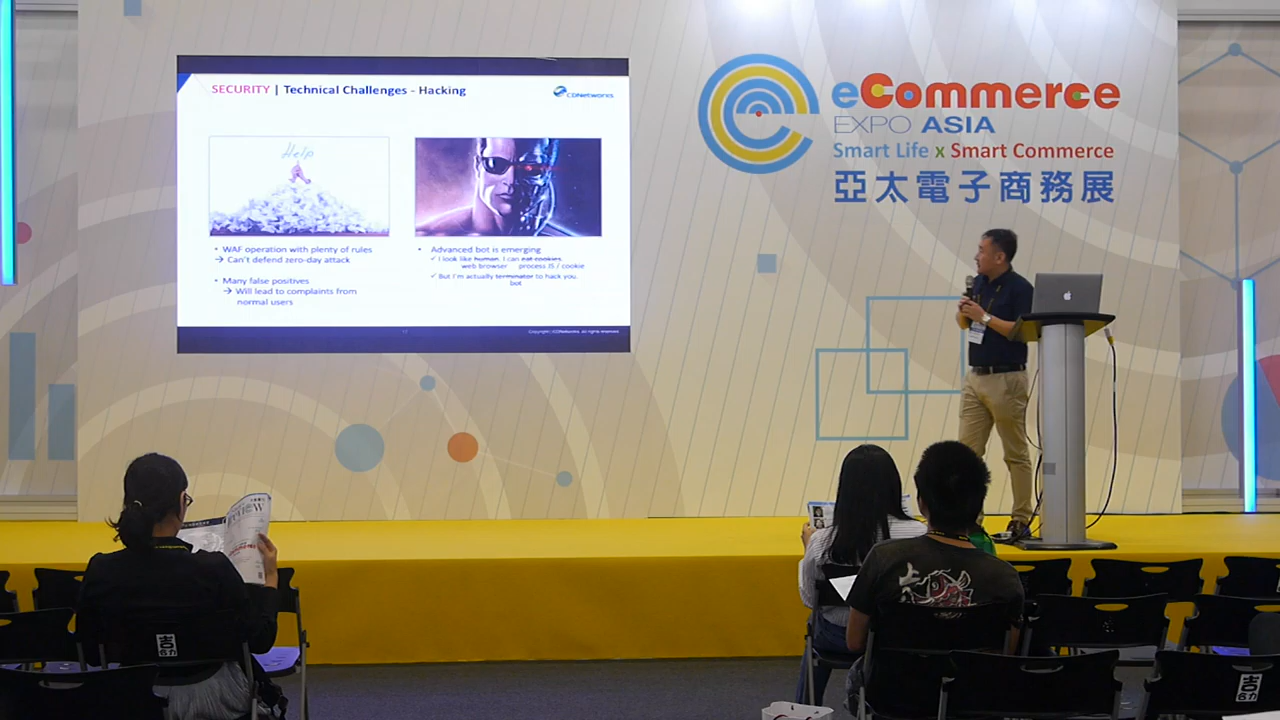 SECURITY | Technical Challenges - Hacking
CDNetworks
Help
• WAF operation with plenty of rules
→ Can't defend zero-day attack
• Many false positives
→ Will lead to complaints from
normal users
• Advanced bot is emerging
✓ I look like human. I can eat cookies.
web browser process JS / cookie
✓ But I'm actually terminator to hack you.
bot
17
Copyright CDNetworks. All rights reserved
eCommerce
EXPO ASIA
Smart Life x Smart Commerce
亞太電子商務展